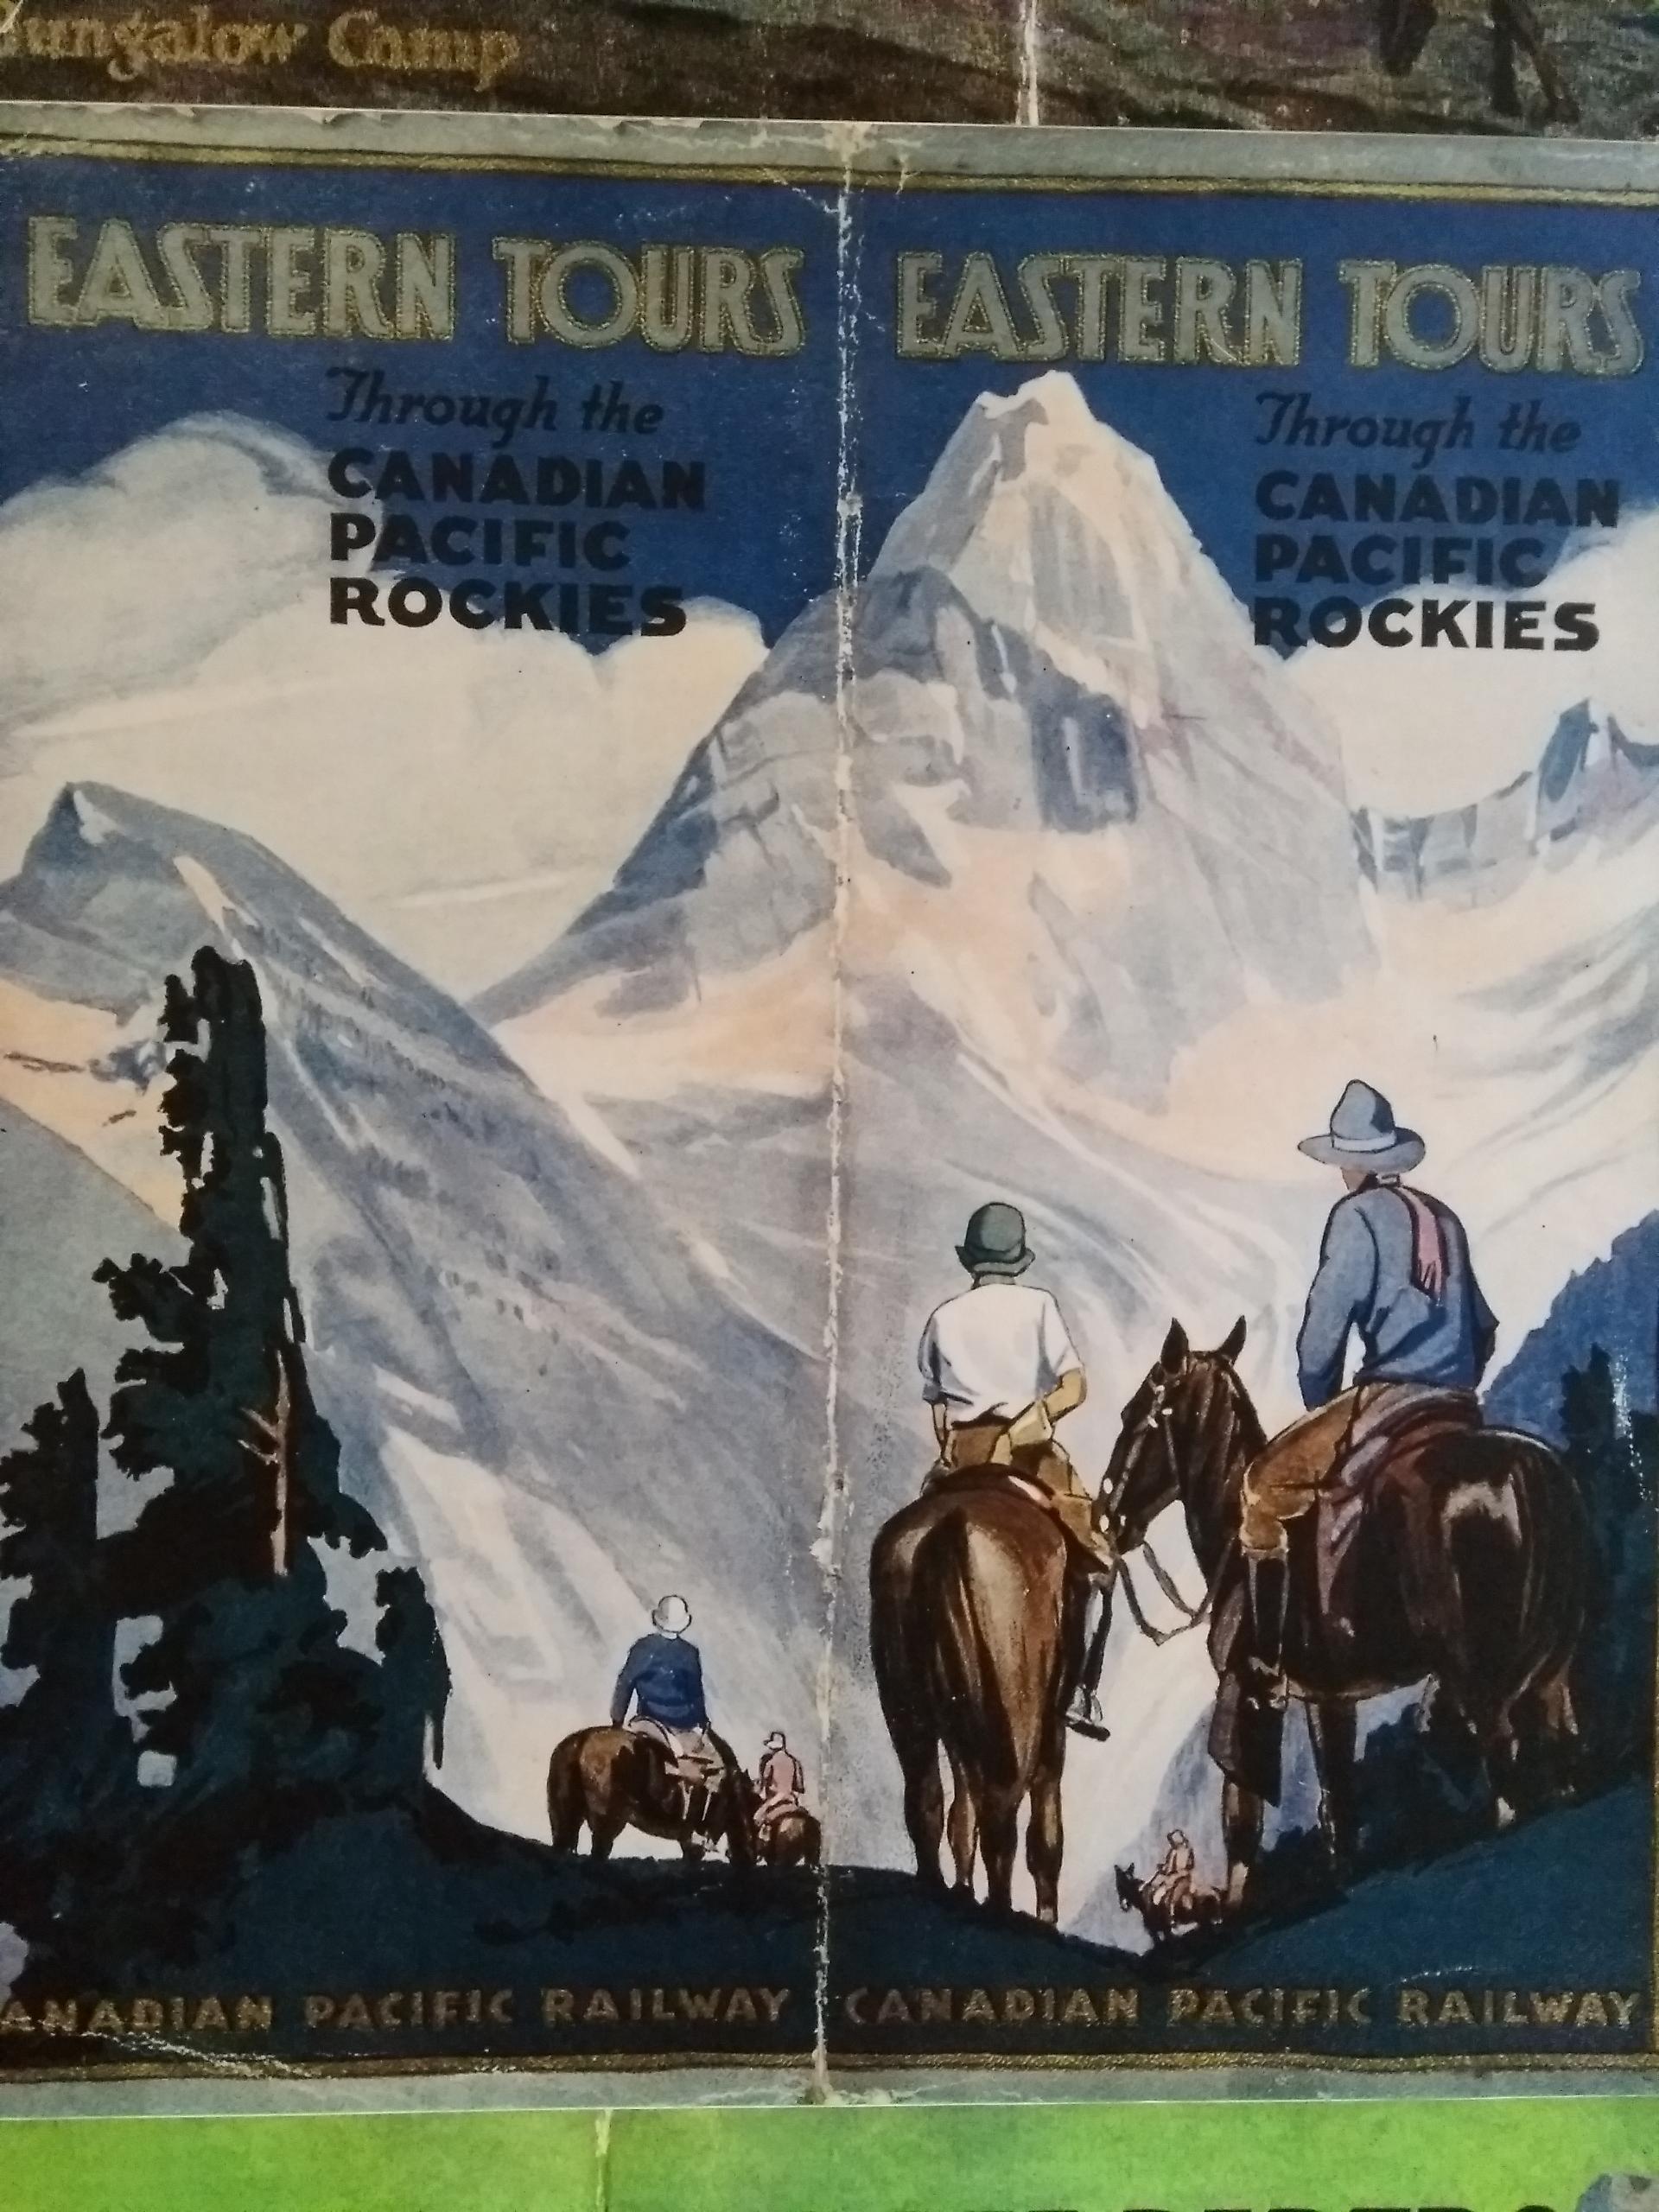 Bungalow Camp
EASTERN TOURS
Through the
CANADIAN
PACIFIC
ROCKIES
CANADIAN PACIFIC RAILWAY
EASTERN TOURS
Through the
CANADIAN
PACIFIC
ROCKIES
CANADIAN PACIFIC RAILWAY